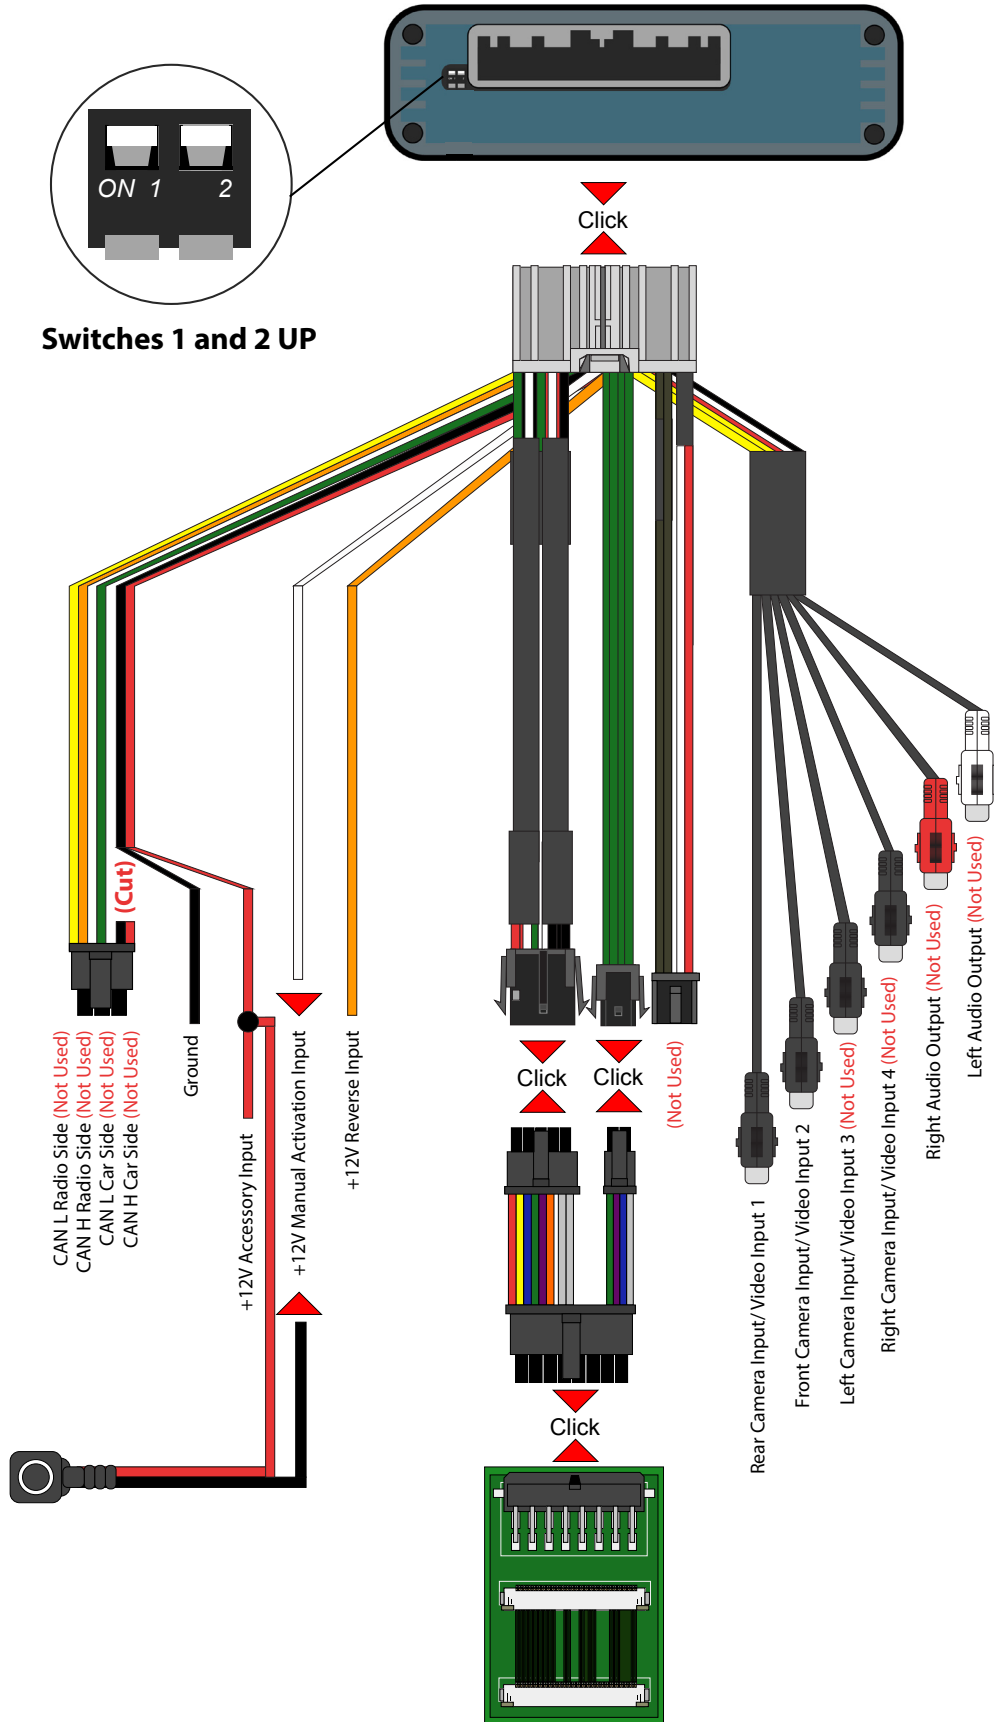 ON 1 2
Switches 1 and 2 UP
Click
(Cut)
CAN L Radio Side (Not Used)
CAN H Radio Side (Not Used)
CAN L Car Side (Not Used)
CAN H Car Side (Not Used)
Ground
+12V Accessory Input
+12V Manual Activation Input
+12V Reverse Input
Click
Click
(Not Used)
Rear Camera Input/ Video Input 1
Front Camera Input/ Video Input 2
Left Camera Input/ Video Input 3 (Not Used)
Right Camera Input/ Video Input 4 (Not Used)
Right Audio Output (Not Used)
Left Audio Output (Not Used)
Click